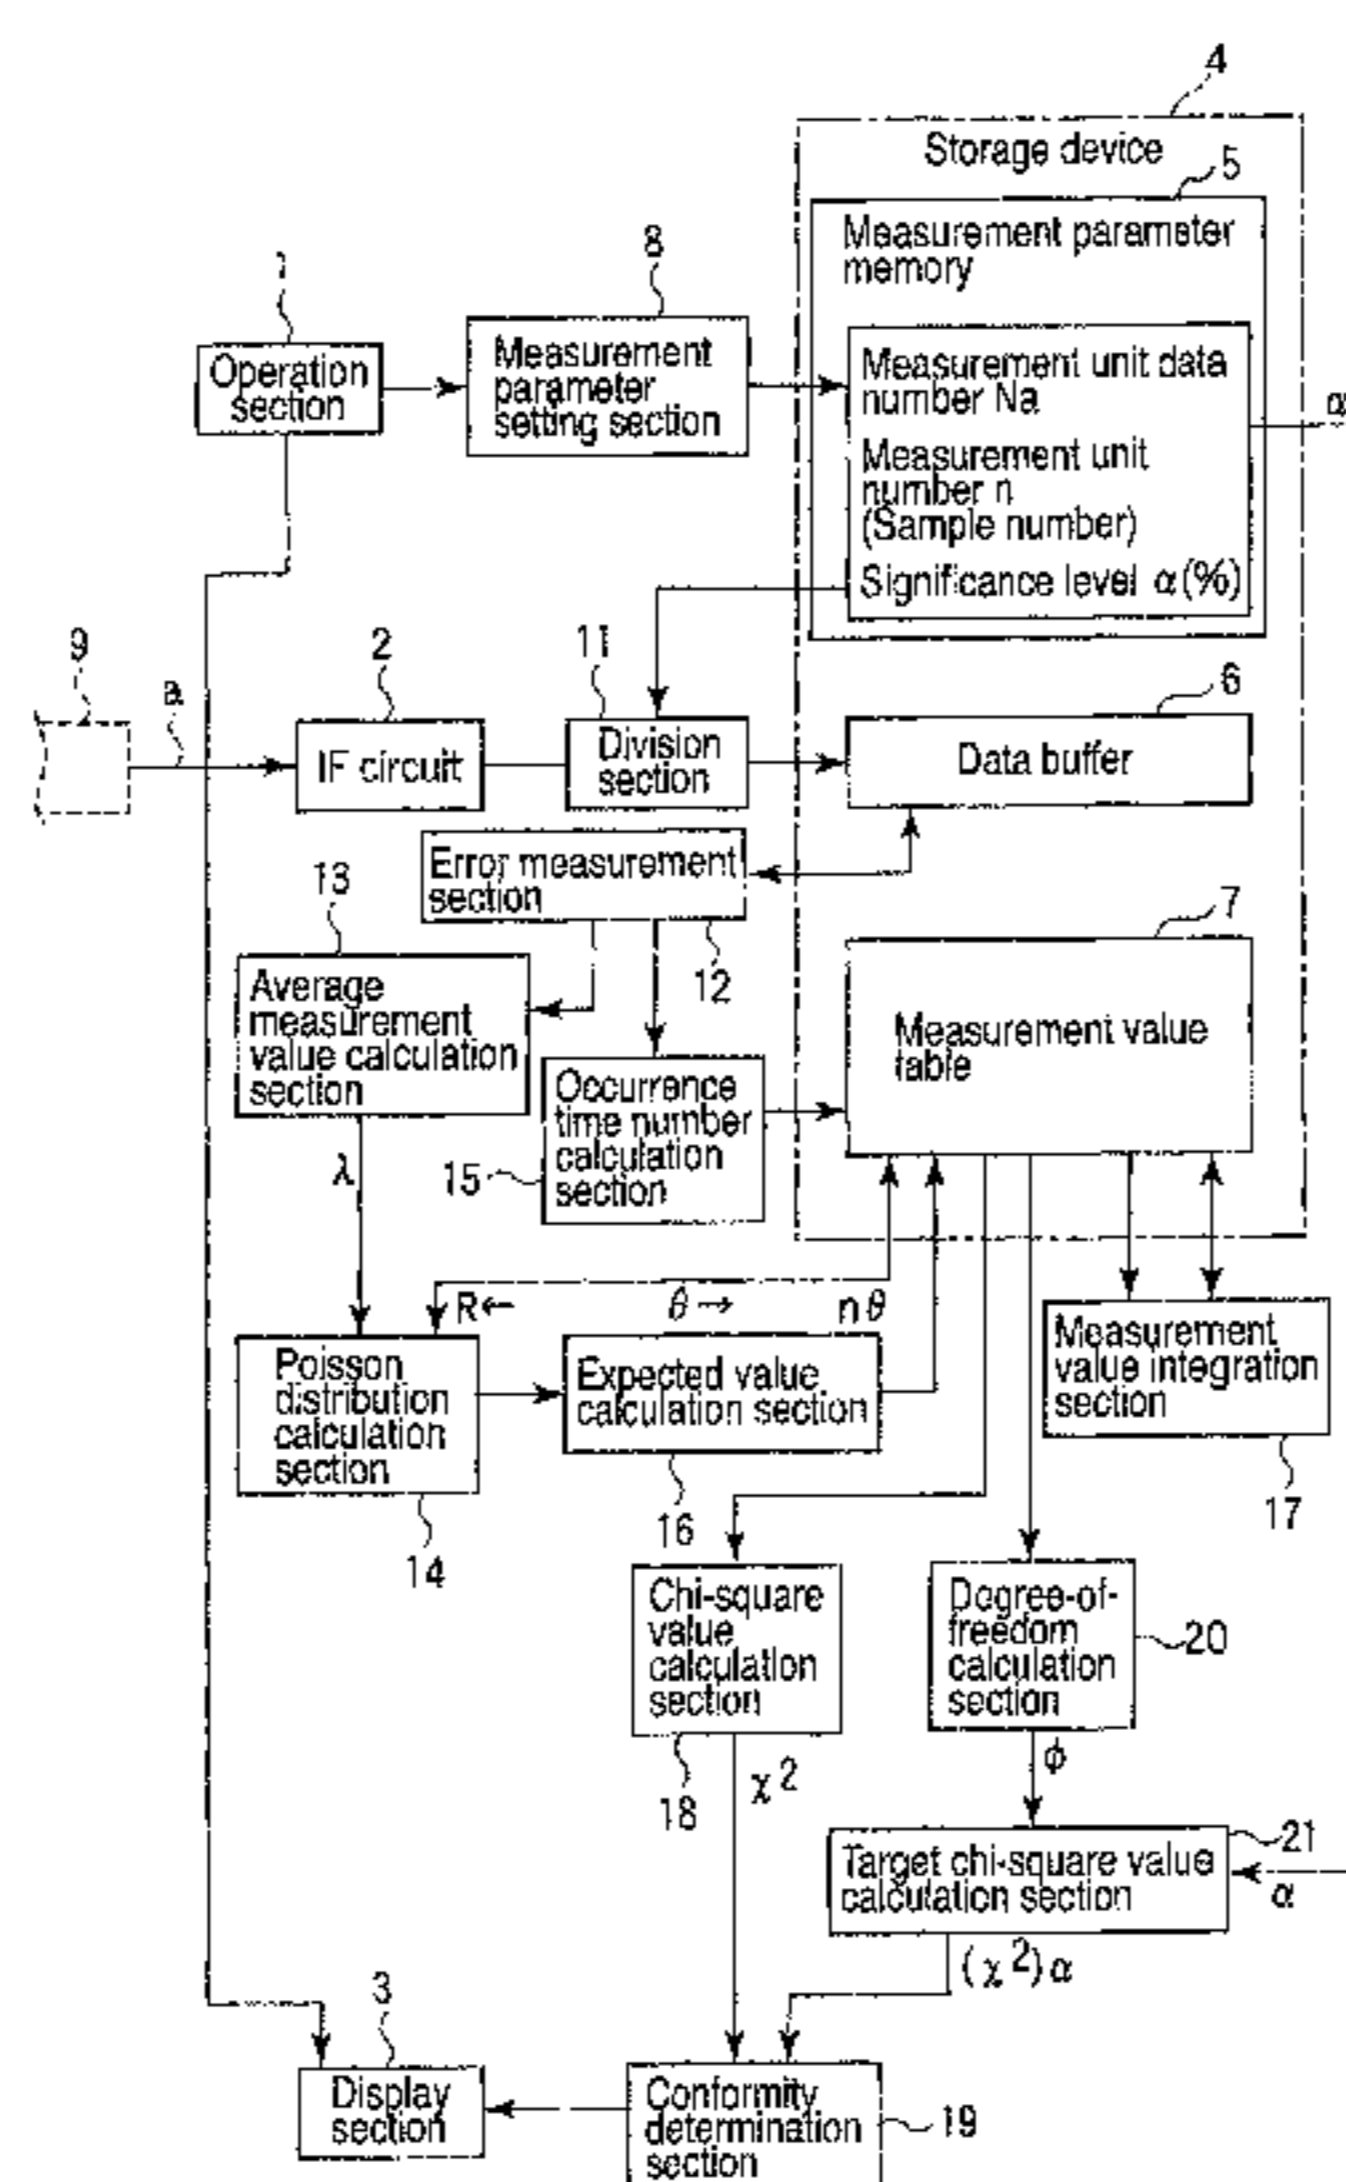 4
Storage device
5
Measurement parameter
memory
8
1
Operation
section
Measurement
parameter
setting section
Measurement unit data
number Na
Measurement unit
number n
(Sample number)
Significance level α(%)
α
9
a
2
IF circuit
11
Division
section
6
Data buffer
Error measurement
section
12
13
Average
measurement
value calculation
section
7
Measurement value
table
Occurrence
time number
calculation
section
15
λ
R←
θ→
nθ
Poisson
distribution
calculation
section
14
Expected value
calculation section
16
Measurement
value integration
section
17
Chi-square
value
calculation
section
18
χ2
Degree-of-
freedom
calculation
section
20
ϕ
Target chi-square value
calculation section
21
α
(χ2)α
3
Display
section
Conformity
determination
section
19